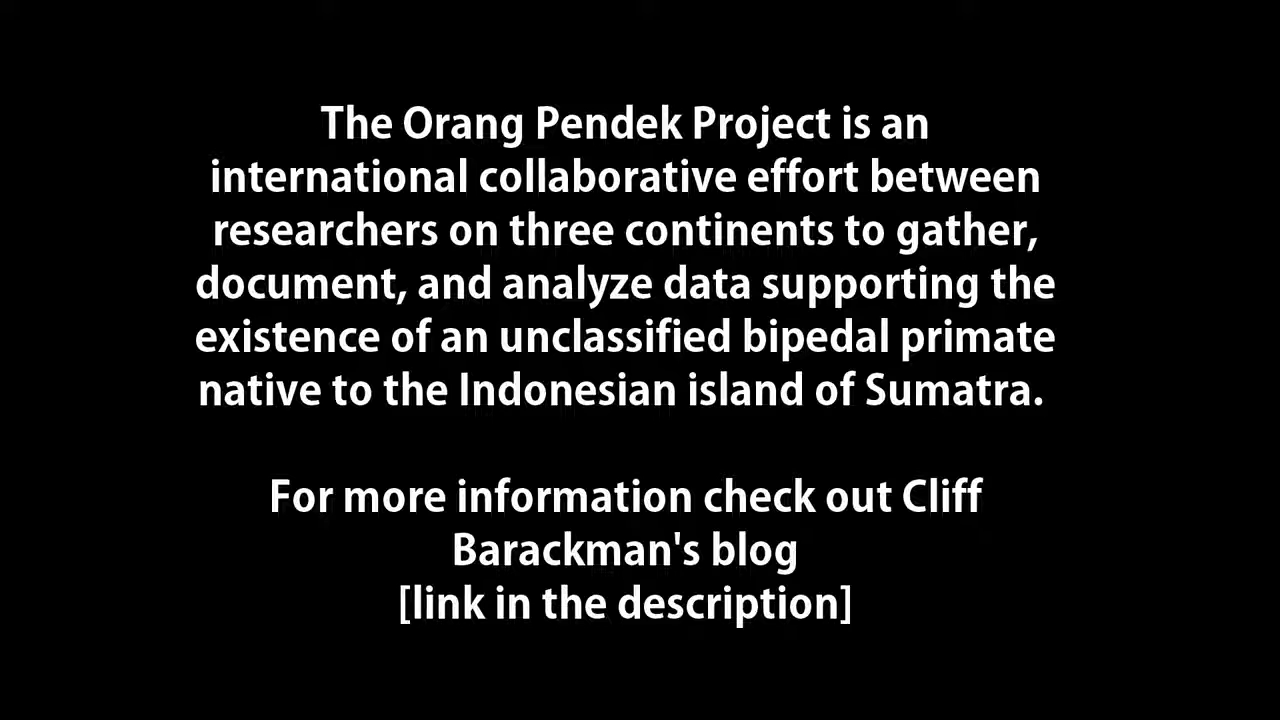 The Orang Pendek Project is an
international collaborative effort between
researchers on three continents to gather,
document, and analyze data supporting the
existence of an unclassified bipedal primate
native to the Indonesian island of Sumatra.
For more information check out Cliff
Barackman's blog
[link in the description]